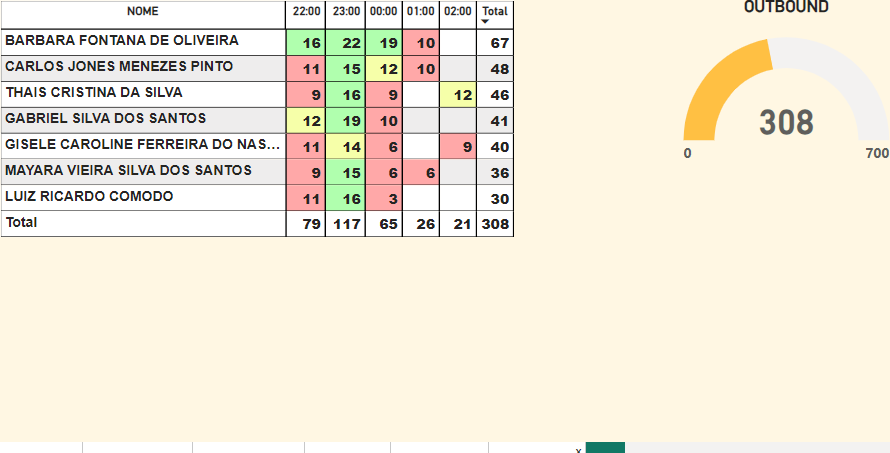 NOME 22:00 23:00 00:00 01:00 02:00 Total
BARBARA FONTANA DE OLIVEIRA 16 22 19 10 67
CARLOS JONES MENEZES PINTO 11 15 12 10 48
THAIS CRISTINA DA SILVA 9 16 9 12 46
GABRIEL SILVA DOS SANTOS 12 19 10 41
GISELE CAROLINE FERREIRA DO NAS... 11 14 6 9 40
MAYARA VIEIRA SILVA DOS SANTOS 9 15 6 6 36
LUIZ RICARDO COMODO 11 16 3 30
Total 79 117 65 26 21 308
OUTBOUND
308
0 700
x